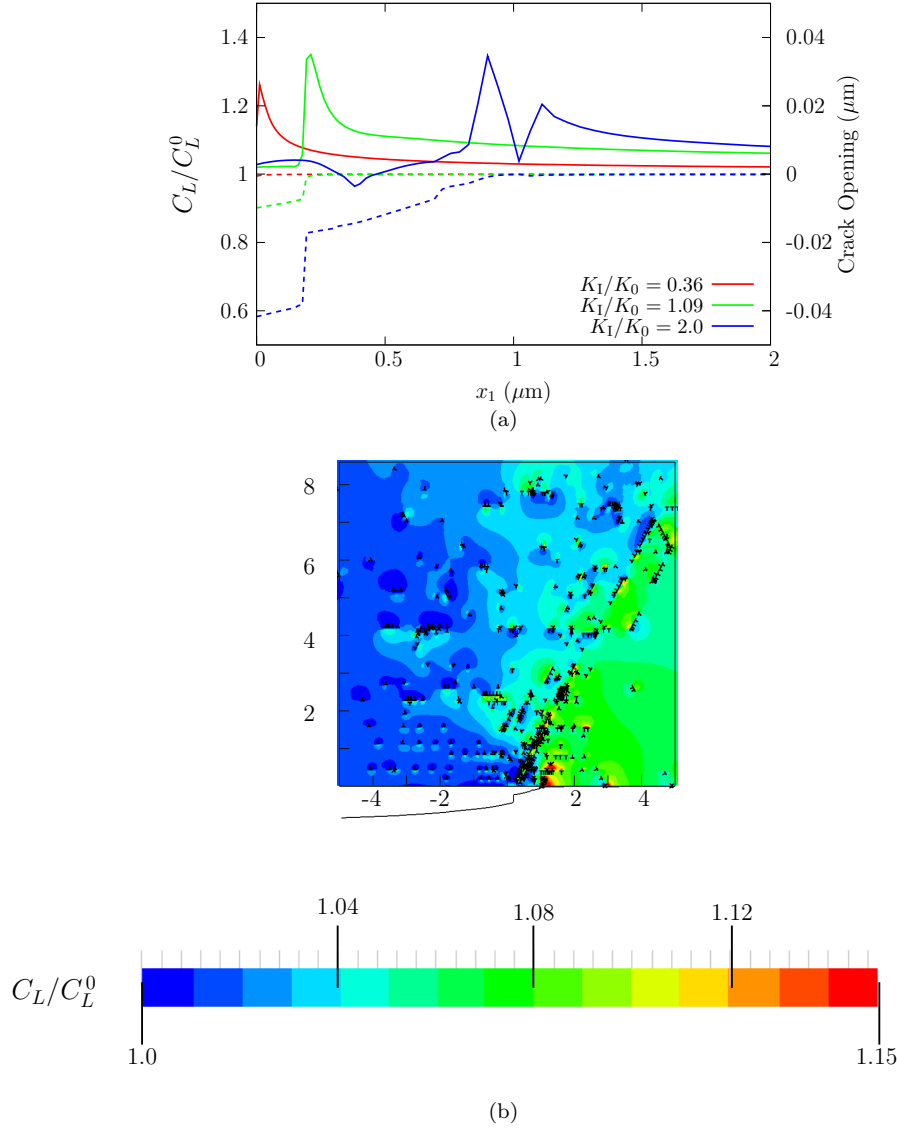 1.4
1.2
1
0.8
0.6
C_L/C_L^0
0.04
0.02
0
-0.02
-0.04
Crack Opening (μm)
K_I/K_0 = 0.36
K_I/K_0 = 1.09
K_I/K_0 = 2.0
0 0.5 1 1.5 2
x_1 (μm)
(a)
8
6
4
2
-4 -2 2 4
1.04 1.08 1.12
C_L/C_L^0
1.0 1.15
(b)